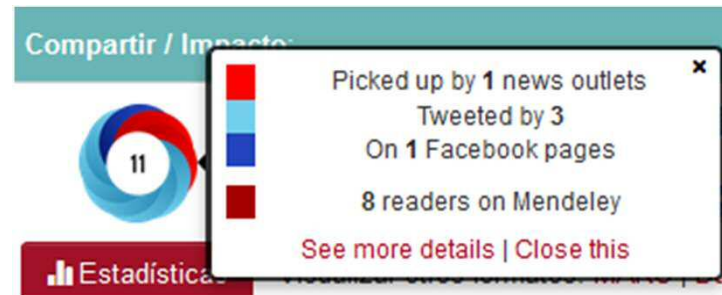 Compartir / Impacto:
×
Picked up by 1 news outlets
Tweeted by 3
On 1 Facebook pages
11
8 readers on Mendeley
See more details | Close this
Estadísticas